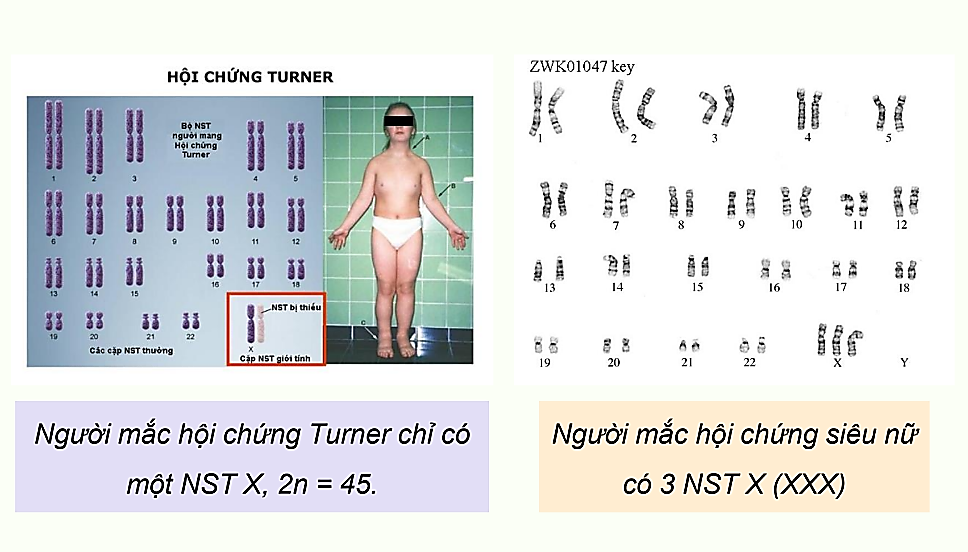 HỘI CHỨNG TURNER
Bộ NST
người mang
Hội chứng
Turner
1 2 3 4 5
6 7 8 9 10 11 12
13 14 15 16 17 18
19 20 21 22
NST bị thiếu
X
Các cặp NST thường
Cặp NST giới tính
A
B
C
Người mắc hội chứng Turner chỉ có
một NST X, 2n = 45.
ZWK01047 key
1 2 3 4 5
6 7 8 9 10 11 12
13 14 15 16 17 18
19 20 21 22 X Y
Người mắc hội chứng siêu nữ
có 3 NST X (XXX)